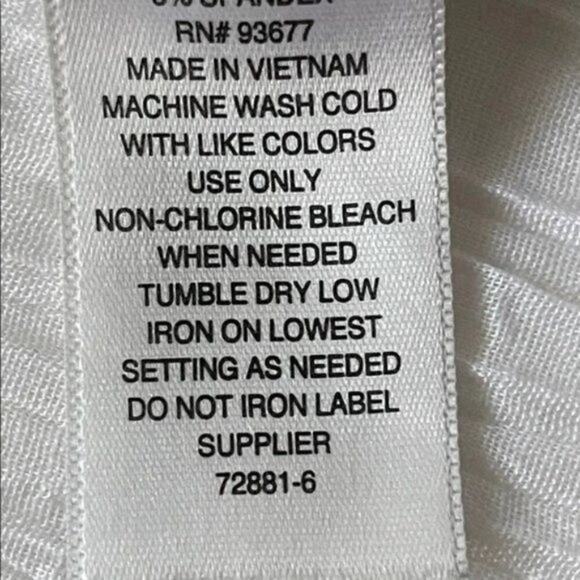 SPANDEX
RN# 93677
MADE IN VIETNAM
MACHINE WASH COLD
WITH LIKE COLORS
USE ONLY
NON-CHLORINE BLEACH
WHEN NEEDED
TUMBLE DRY LOW
IRON ON LOWEST
SETTING AS NEEDED
DO NOT IRON LABEL
SUPPLIER
72881-6